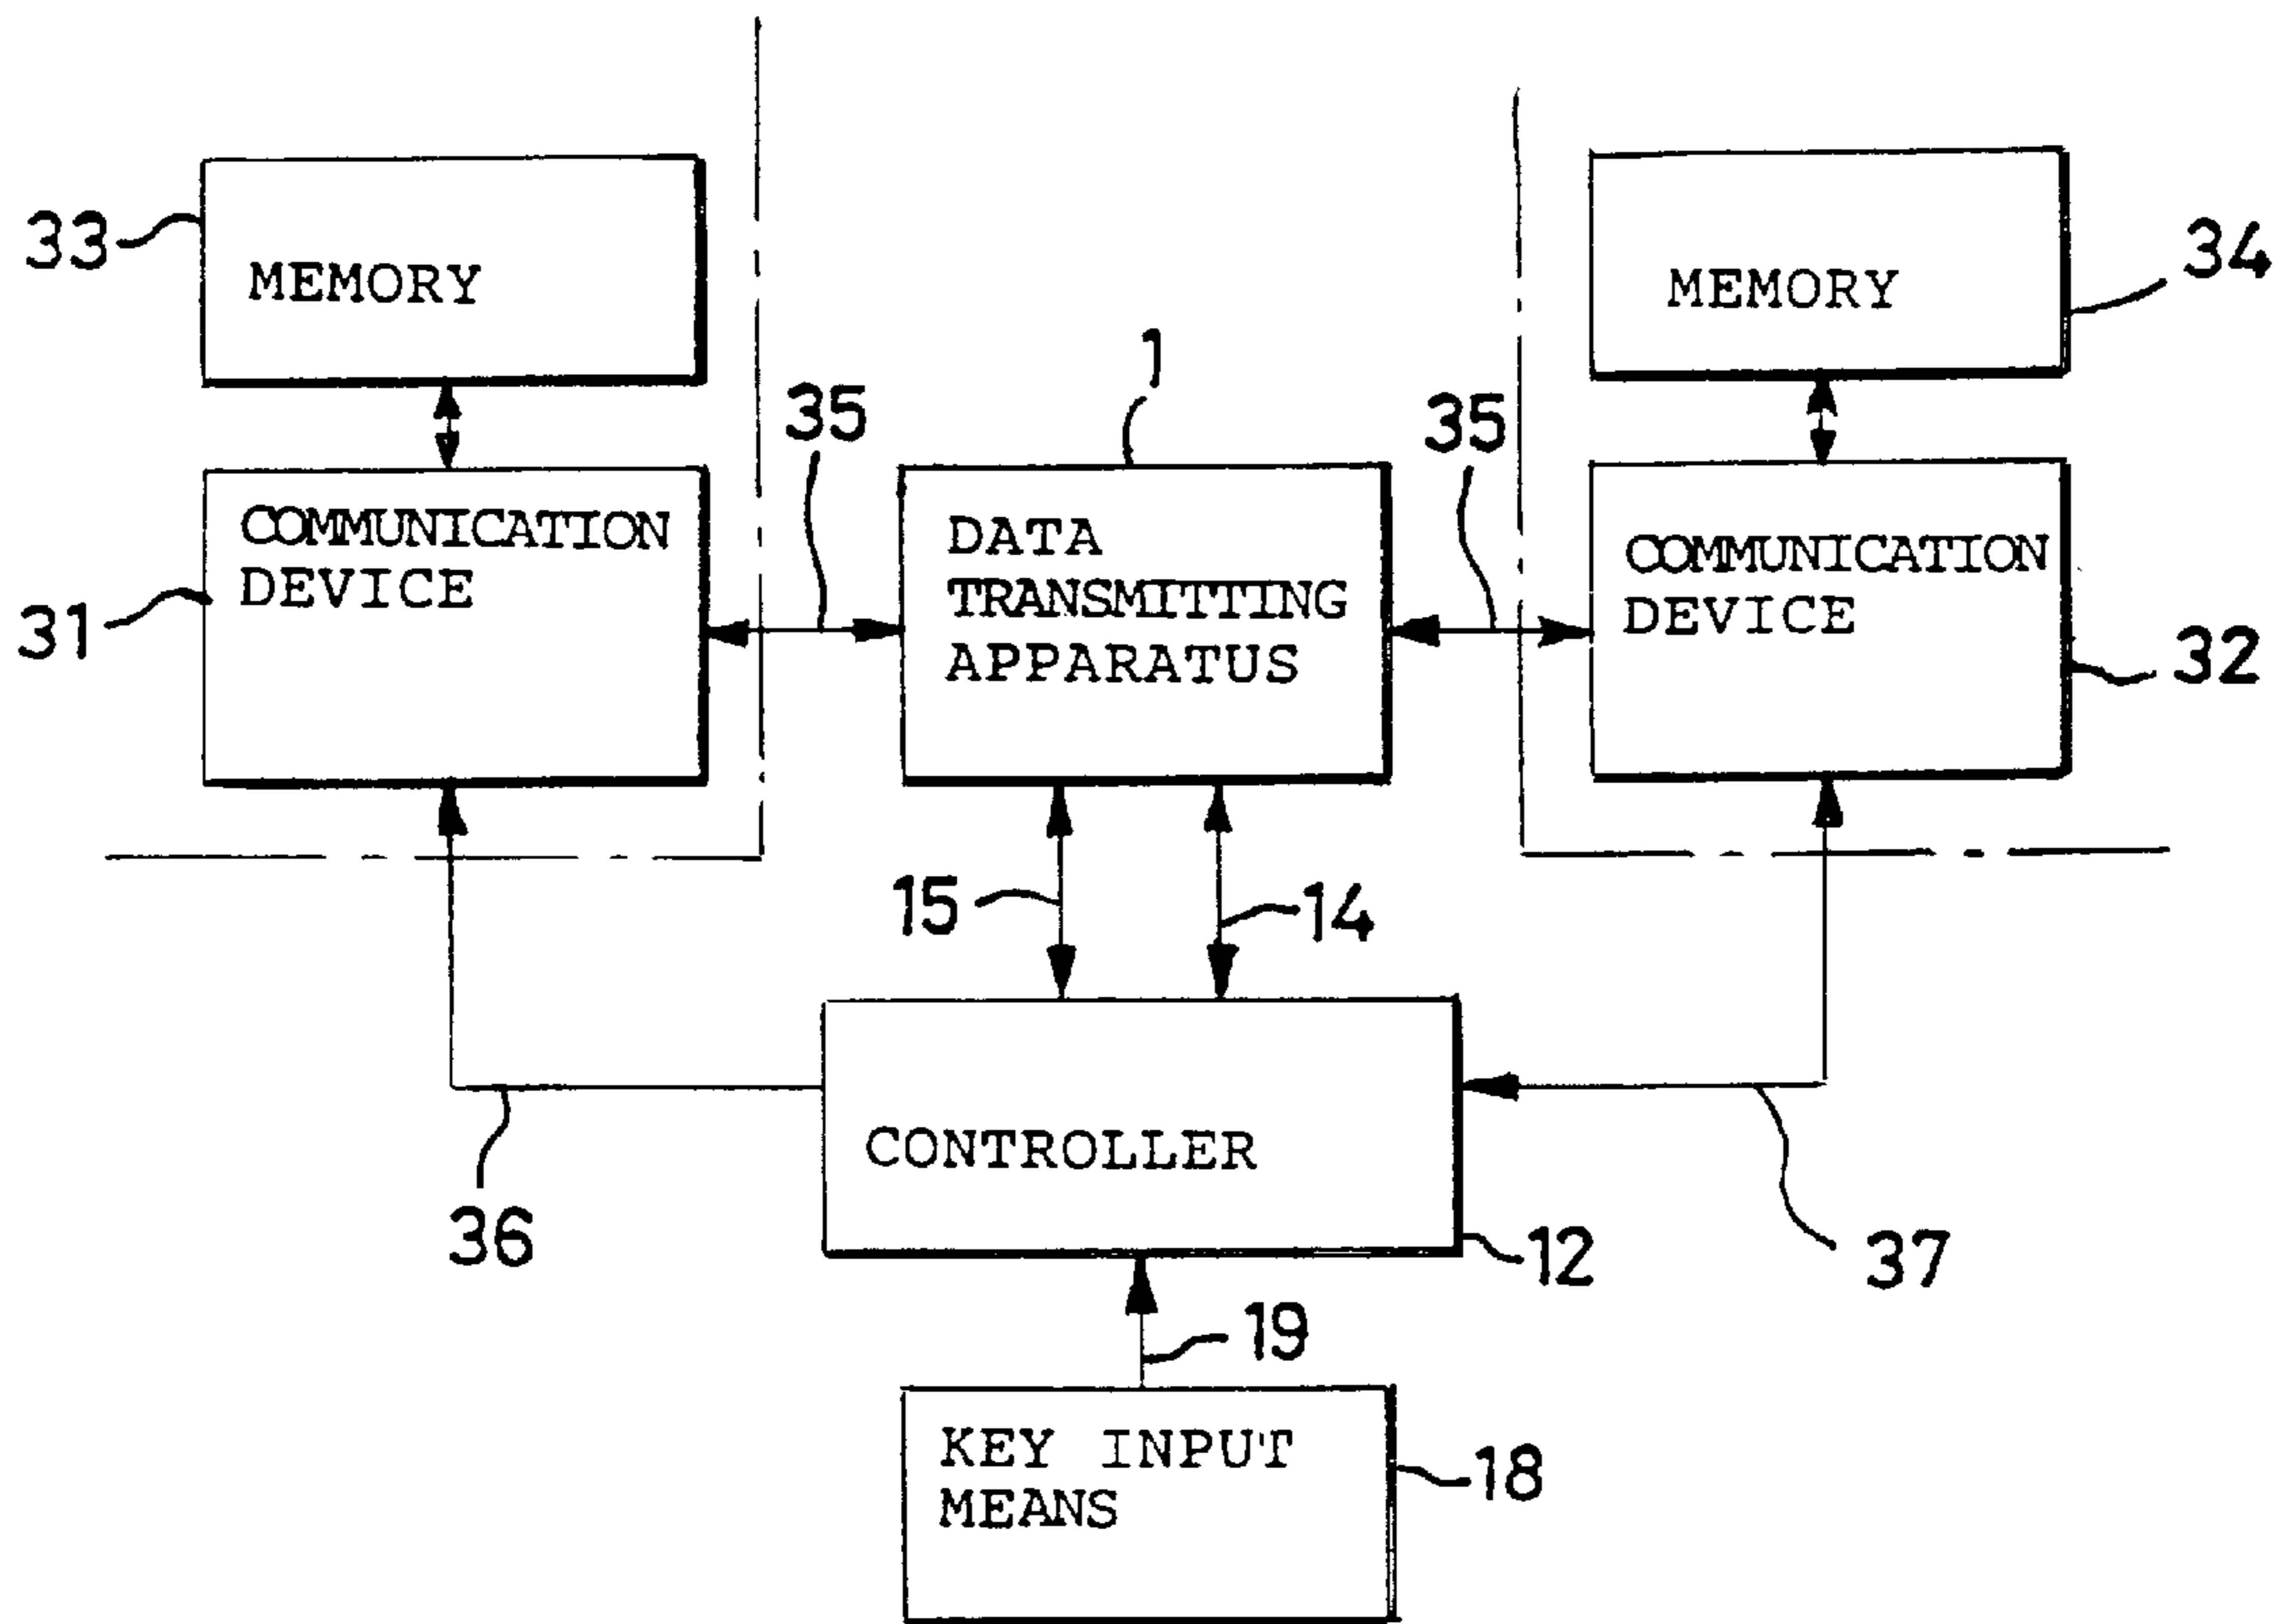 33
MEMORY
34
MEMORY
1
35
35
COMMUNICATION
DEVICE
31
DATA
TRANSMITTING
APPARATUS
COMMUNICATION
DEVICE
32
15
14
CONTROLLER
36
12
37
19
KEY INPUT
MEANS
18